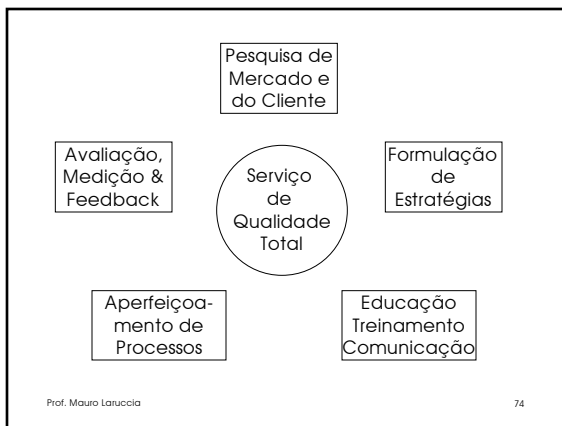 Pesquisa de
Mercado e
do Cliente
Avaliação,
Medição &
Feedback
Serviço
de
Qualidade
Total
Formulação
de
Estratégias
Aperfeiçoa-
mento de
Processos
Educação
Treinamento
Comunicação
Prof. Mauro Laruccia
74